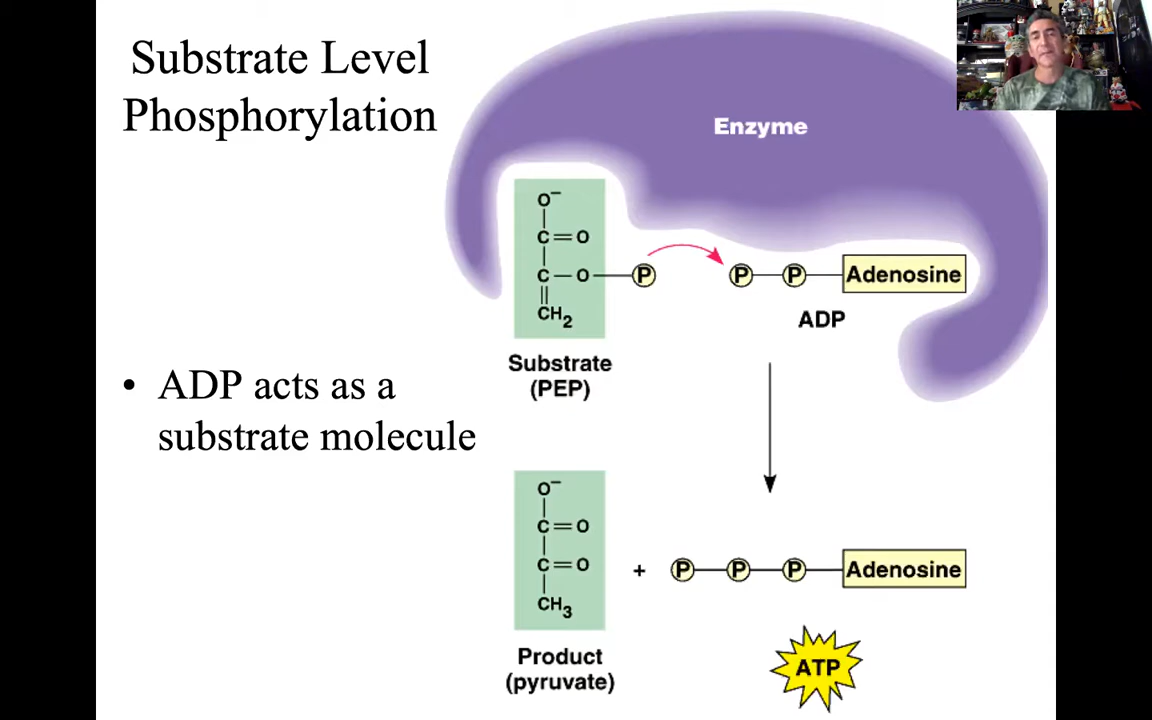 Substrate Level
Phosphorylation
Enzyme
O⁻
C=O
C–O–P
CH₂
P–P–Adenosine
ADP
Substrate
(PEP)
• ADP acts as a
substrate molecule
O⁻
C=O
C=O
CH₃
+
P–P–P–Adenosine
Product
(pyruvate)
ATP